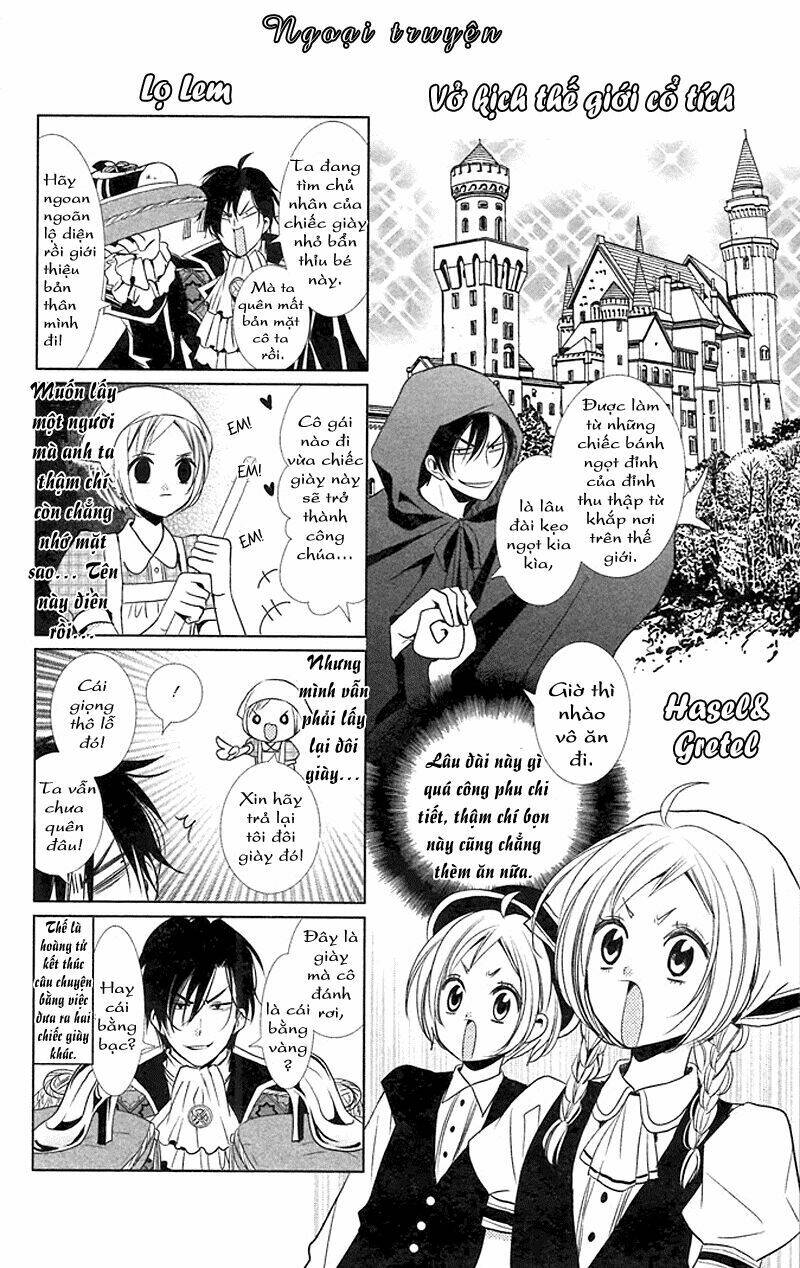 Ngoại truyện
Vở kịch thế giới cổ tích
Được làm
từ những
chiếc bánh
ngọt đỉnh
của đỉnh
thu thập từ
khắp nơi
trên thế
giới.
là lâu
đài kẹo
ngọt kia
kìa,
Giờ thì
nhào
vô ăn
đi.
Hasel&
Gretel
Lâu đài này gì
quá công phu chi
tiết, thậm chí bọn
này cũng chẳng
thèm ăn nữa.
Lọ Lem
Ta đang
tìm chủ
nhân của
chiếc giày
nhỏ bẩn
thỉu bé
này.
Mà ta
quên mất
bản mặt
cô ta
rồi.
Hãy
ngoan
ngoãn
lộ diện
rồi giới
thiệu
bản
thân
mình
đi!
Cô gái
nào đi
vừa chiếc
giày này
sẽ trở
thành
công
chúa...
EM!
EM!
EM!
Muốn lấy
một người
mà anh ta
thậm chí
còn chẳng
nhớ mặt
sao... Tên
này điên
rồi...
Nhưng
mình vẫn
phải lấy
lại đôi
giày...
Xin hãy
trả lại
tôi đôi
giày đó!
!
Cái
giọng
thô lỗ
đó!
Ta vẫn
chưa
quên
đâu!
Đây là
giày
mà cô
đánh
rơi,
là cái
bằng
vàng?
Hay
cái
bằng
bạc?
Thế là
hoàng tử
kết thúc
câu chuyện
bằng việc
đưa ra hai
chiếc giày
khác.